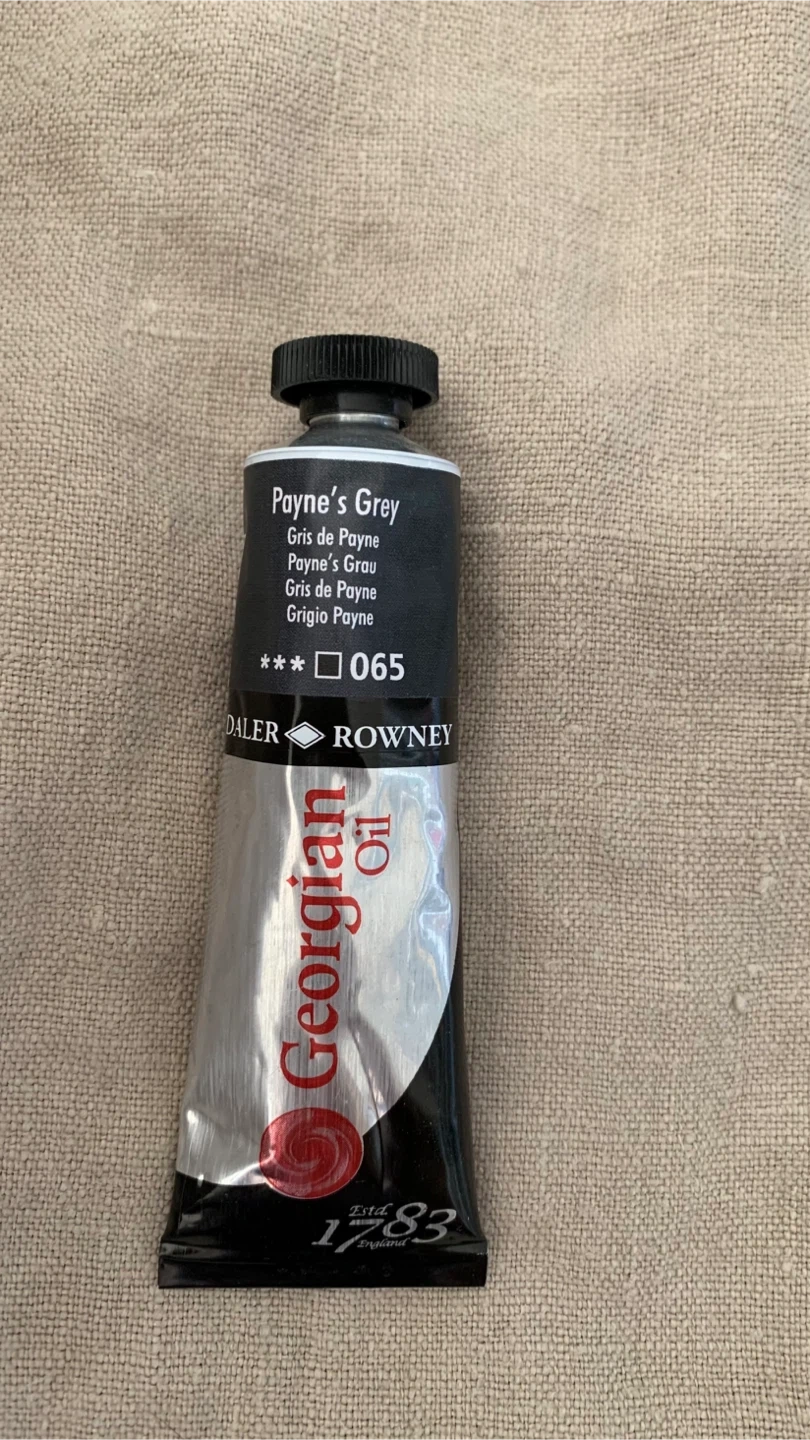 Payne's Grey
Gris de Payne
Payne's Grau
Gris de Payne
Grigio Payne
*** 065
DALER ROWNEY
Georgian
Oil
Estd.
1783
England